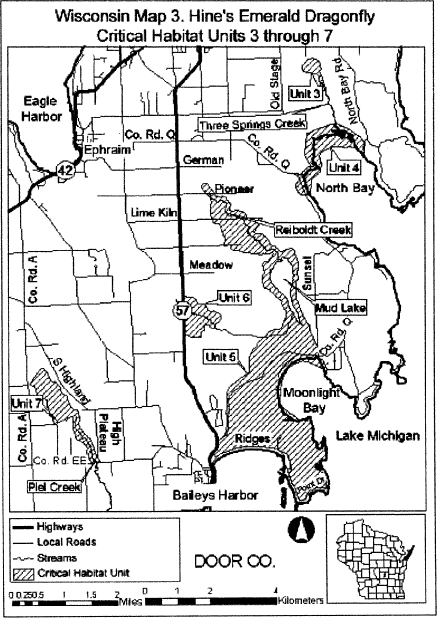 Wisconsin Map 3. Hine's Emerald Dragonfly
Critical Habitat Units 3 through 7
Eagle
Harbor
Old Stage
Unit 3
North Bay Rd
Co. Rd. Q
Three Springs Creek
Ephraim
German
Co. Rd. Q
Unit 4
42
Pioneer
North Bay
Lime Kiln
Reiboldt Creek
Co. Rd. A
Meadow
Sunset
Unit 6
Mud Lake
57
Co. Rd. Q
S Highland
Unit 5
Unit 7
Moonlight
Bay
Co. Rd. A
High
Plateau
Lake Michigan
Ridges
Co. Rd. EE
Piel Creek
Baileys Harbor
Highways
Local Roads
Streams
Critical Habitat Unit
DOOR CO.
0 0.25 0.5 1 1.5 2
Miles
0 1 2 4
Kilometers